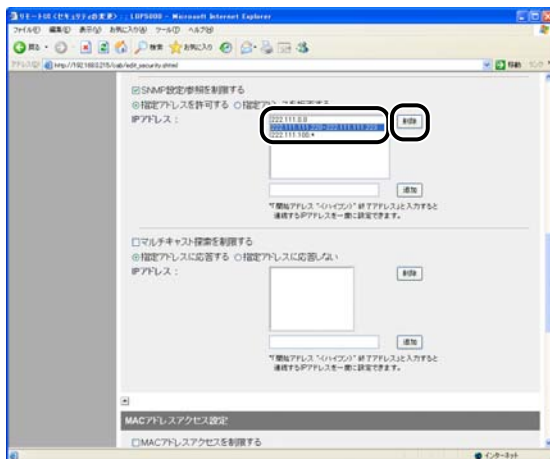 リモートUI <セキュリティの変更> : : LBP5000 - Microsoft Internet Explorer
ファイル(F) 編集(E) 表示(V) お気に入り(A) ツール(T) ヘルプ(H)
戻る 検索 お気に入り
アドレス(D) 移動 リンク
SNMP設定/参照を制限する
指定アドレスを許可する
IPアドレス :
削除
追加
"「開始アドレス "-(ハイフン)" 終了アドレス」と入力すると
連続するIPアドレスを一度に設定できます。
マルチキャスト探索を制限する
指定アドレスに応答する 指定アドレスに応答しない
IPアドレス :
削除
追加
"「開始アドレス "-(ハイフン)" 終了アドレス」と入力すると
連続するIPアドレスを一度に設定できます。
MACアドレスアクセス設定
MACアドレスアクセスを制限する
インターネット